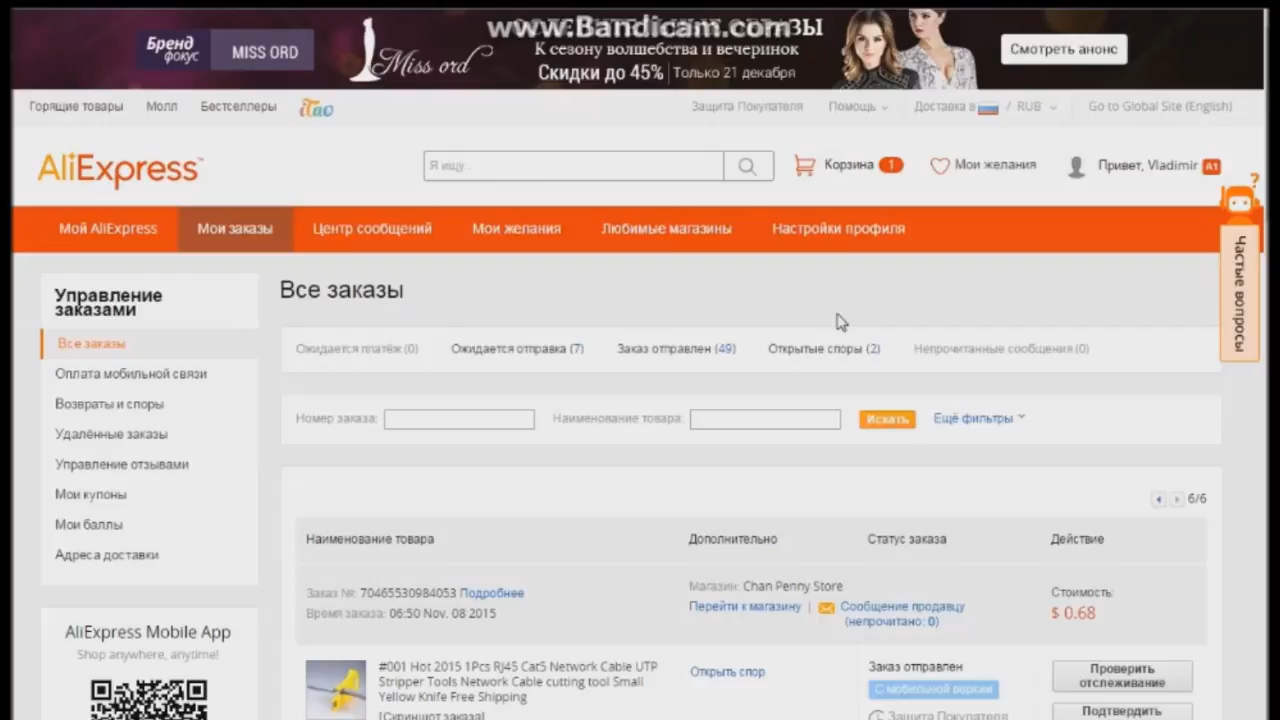 www.Bandicam.com
Бренд фокус
MISS ORD
Miss ord
К сезону волшебства и вечеринок
Скидки до 45% | Только 21 декабря
Смотреть анонс
Горящие товары Молл Бестселлеры iTao
Защита Покупателя Помощь Доставка в / RUB Go to Global Site (English)
AliExpress™
Я ищу...
Корзина 1
Мои желания
Привет, Vladimir A1
Мой AliExpress Мои заказы Центр сообщений Мои желания Любимые магазины Настройки профиля
?
Частые вопросы
Управление
заказами
Все заказы
Оплата мобильной связи
Возвраты и споры
Удалённые заказы
Управление отзывами
Мои купоны
Мои баллы
Адреса доставки
AliExpress Mobile App
Shop anywhere, anytime!
Все заказы
Ожидается платёж (0) Ожидается отправка (7) Заказ отправлен (49) Открытые споры (2) Непрочитанные сообщения (0)
Номер заказа: Наименование товара: Искать Ещё фильтры
6/6
Наименование товара Дополнительно Статус заказа Действие
Заказ №: 70465530984053 Подробнее
Время заказа: 06:50 Nov. 08 2015
Магазин: Chan Penny Store
Перейти к магазину | Сообщение продавцу
(непрочитано: 0)
Стоимость:
$ 0.68
#001 Hot 2015 1Pcs RJ45 Cat5 Network Cable UTP
Stripper Tools Network Cable cutting tool Small
Yellow Knife Free Shipping
[Скриншот заказа]
Открыть спор
Заказ отправлен
С мобильной версии
Защита Покупателя
Проверить
отслеживание
Подтвердить